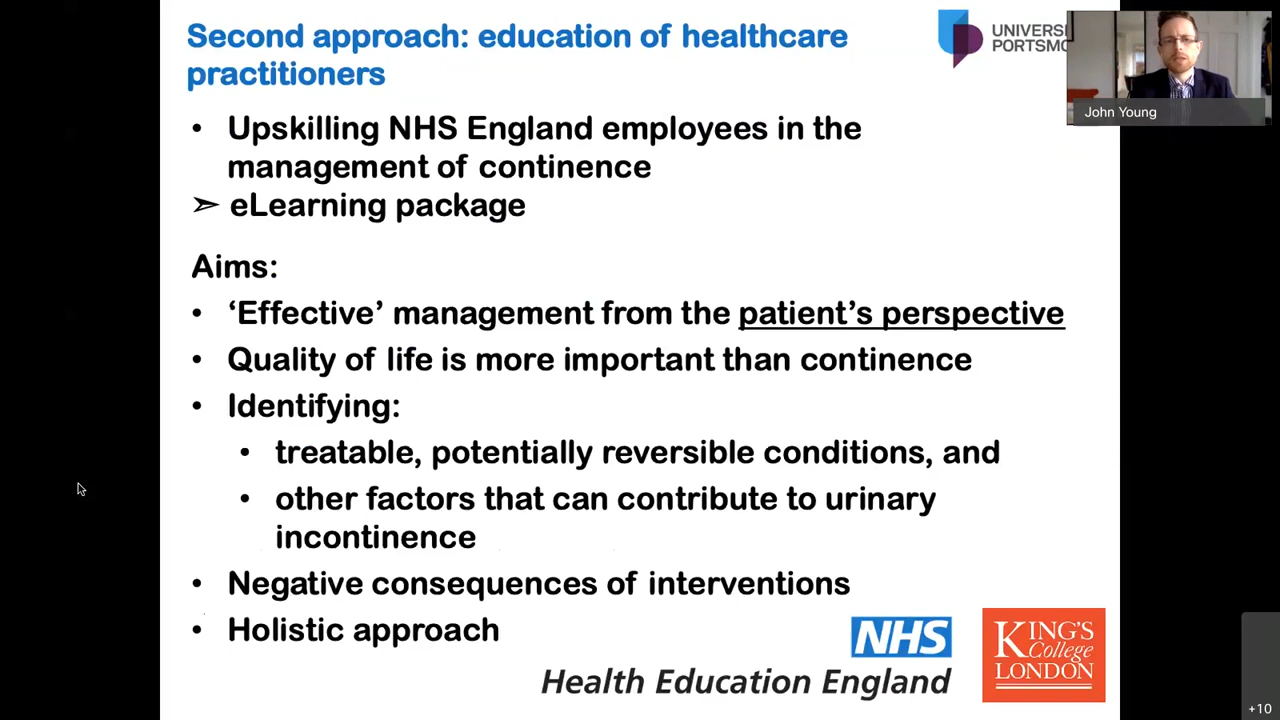 Second approach: education of healthcare
practitioners
UNIVERSI
PORTSMO
John Young
• Upskilling NHS England employees in the
management of continence
➢ eLearning package
Aims:
• ‘Effective’ management from the patient’s perspective
• Quality of life is more important than continence
• Identifying:
• treatable, potentially reversible conditions, and
• other factors that can contribute to urinary
incontinence
• Negative consequences of interventions
• Holistic approach
NHS
Health Education England
KING'S
College
LONDON
+10